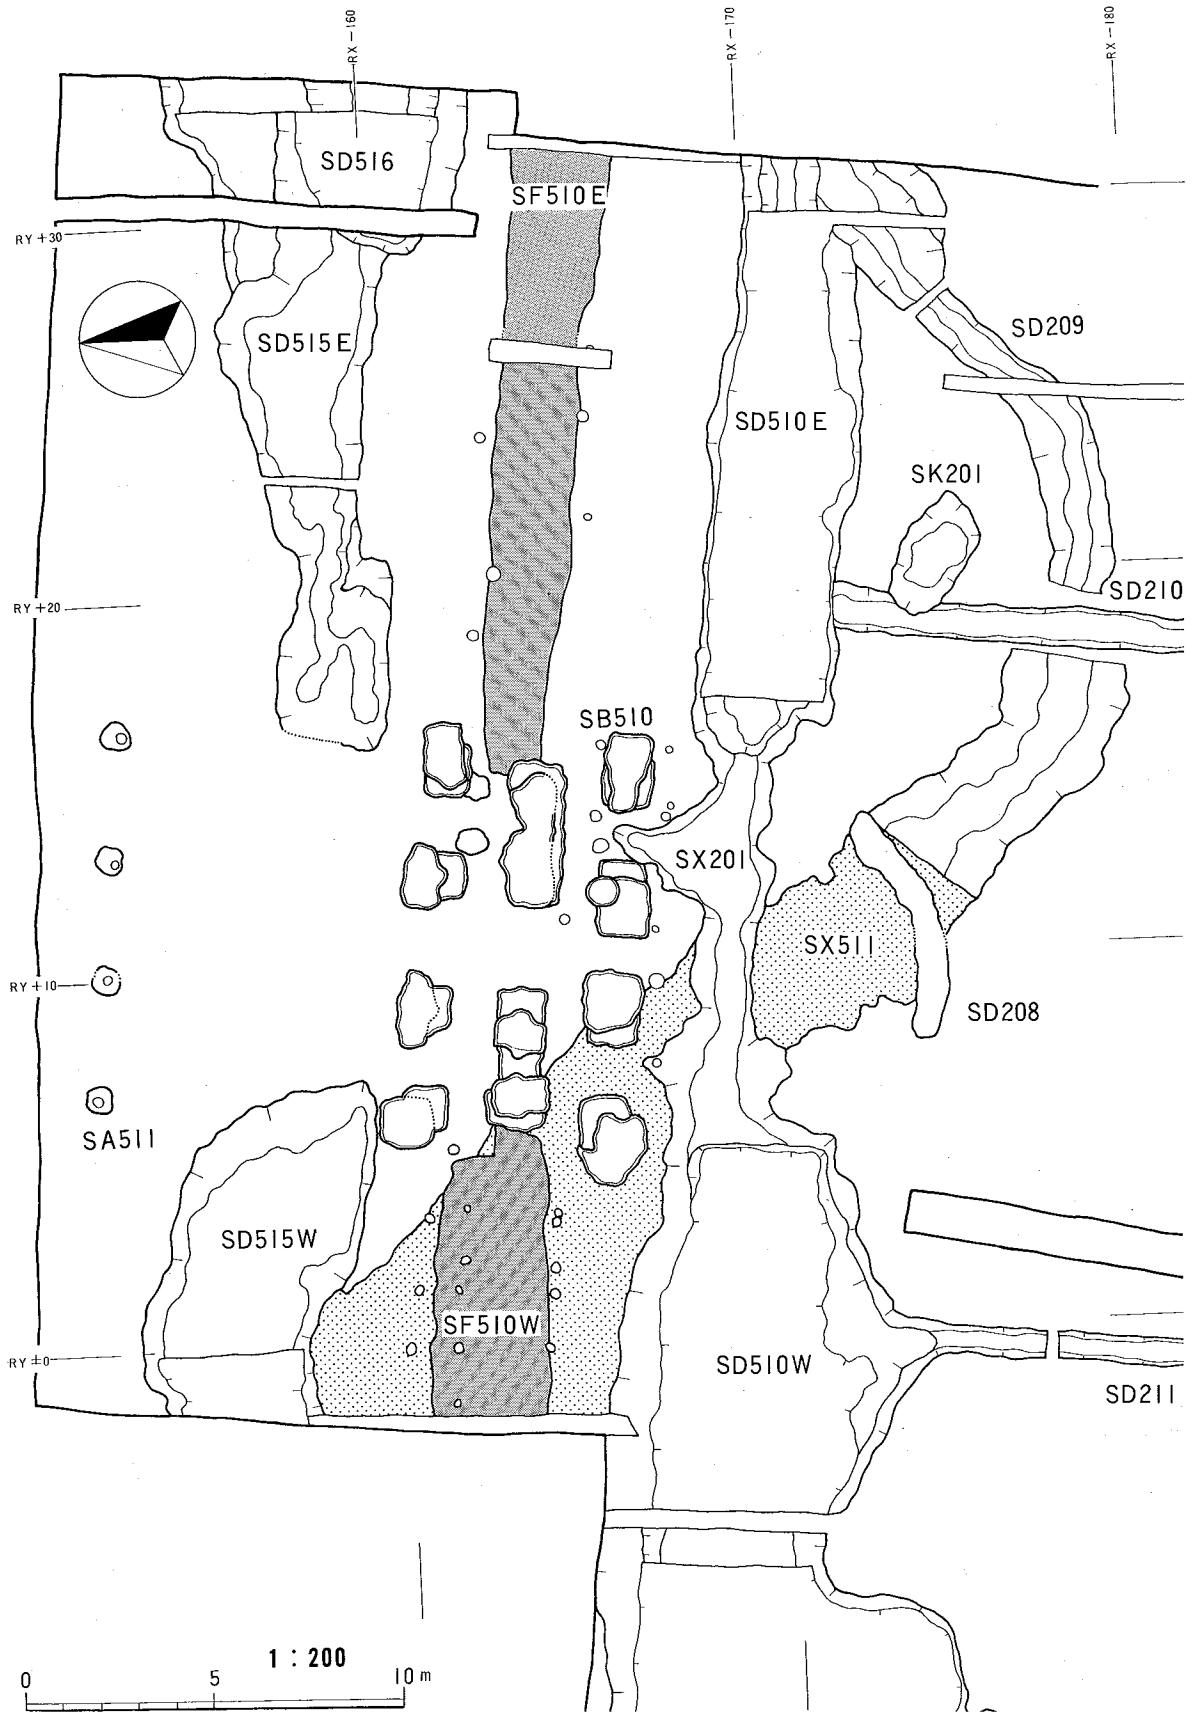 RX-160
RX-170
RX-180
SD516
SF510E
RY+30
SD515E
SD209
SD510E
SK201
RY+20
SD210
SB510
SX201
SX511
RY+10
SD208
SA511
SD515W
SF510W
RY±0
SD510W
SD211
1:200
0 5 10m